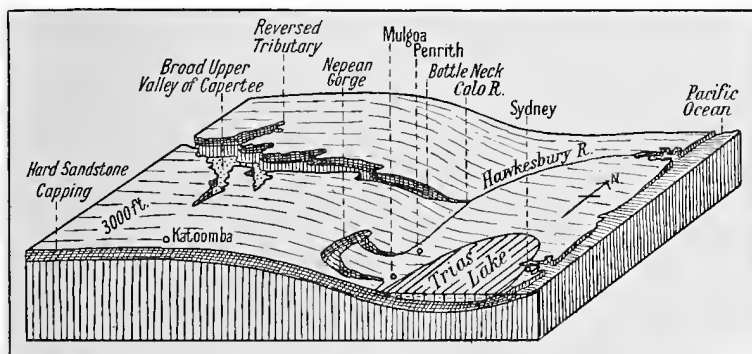 Reversed
Tributary
Mulgoa
Penrith
Broad Upper
Valley of Capertee
Nepean
Gorge
Bottle Neck
Colo R.
Sydney
Pacific
Ocean
Hard Sandstone
Capping
3000 ft.
Katoomba
Hawkesbury R.
N
Trias
Lake